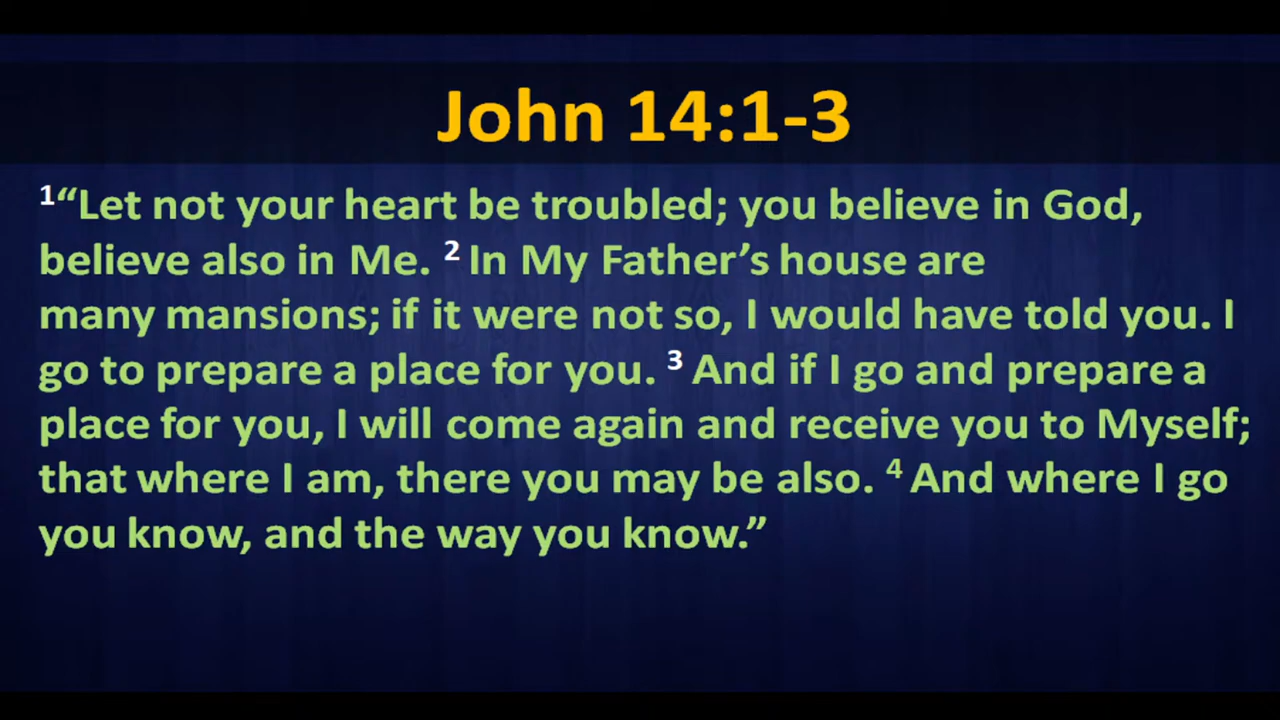 John 14:1-3
1“Let not your heart be troubled; you believe in God,
believe also in Me. 2 In My Father’s house are
many mansions; if it were not so, I would have told you. I
go to prepare a place for you. 3 And if I go and prepare a
place for you, I will come again and receive you to Myself;
that where I am, there you may be also. 4 And where I go
you know, and the way you know.”